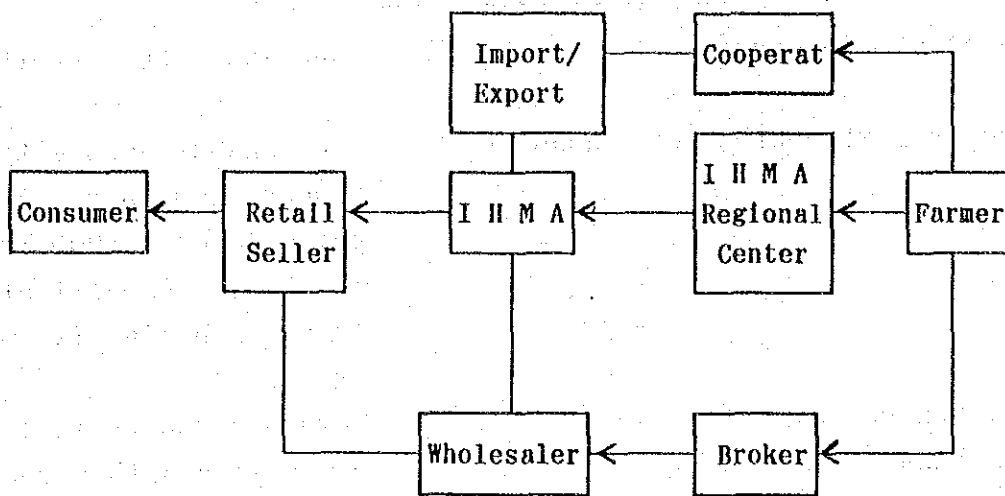 Import/
Export
Cooperat
I H M A
Regional
Center
Consumer
Retail
Seller
I H M A
Farmer
Wholesaler
Broker